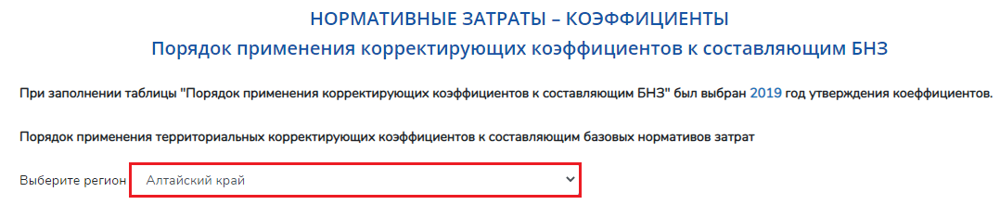 НОРМАТИВНЫЕ ЗАТРАТЫ – КОЭФФИЦИЕНТЫ
Порядок применения корректирующих коэффициентов к составляющим БНЗ
При заполнении таблицы "Порядок применения корректирующих коэффициентов к составляющим БНЗ" был выбран 2019 год утверждения коеффициентов.
Порядок применения территориальных корректирующих коэффициентов к составляющим базовых нормативов затрат
Выберите регион Алтайский край